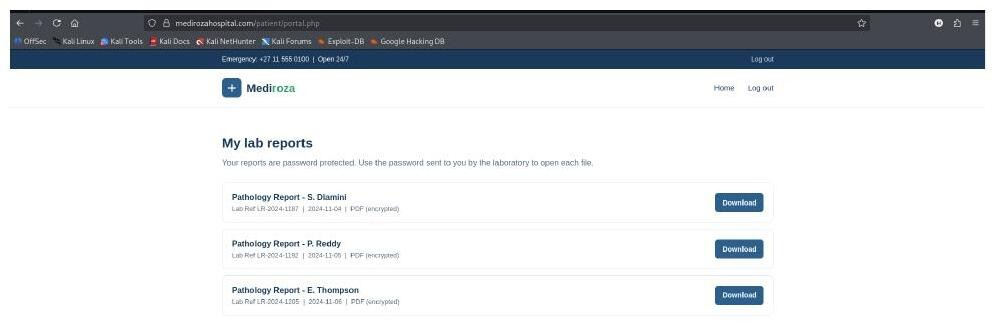 medirozahospital.com/patient/portal.php
OffSec Kali Linux Kali Tools Kali Docs Kali NetHunter Kali Forums Exploit-DB Google Hacking DB
Emergency: +27 11 555 0100 | Open 24/7 Log out
Mediroza Home Log out
My lab reports
Your reports are password protected. Use the password sent to you by the laboratory to open each file.
Pathology Report - S. Dlamini
Lab Ref LR-2024-1187 | 2024-11-04 | PDF (encrypted)
Download
Pathology Report - P. Reddy
Lab Ref LR-2024-1192 | 2024-11-05 | PDF (encrypted)
Download
Pathology Report - E. Thompson
Lab Ref LR-2024-1205 | 2024-11-06 | PDF (encrypted)
Download